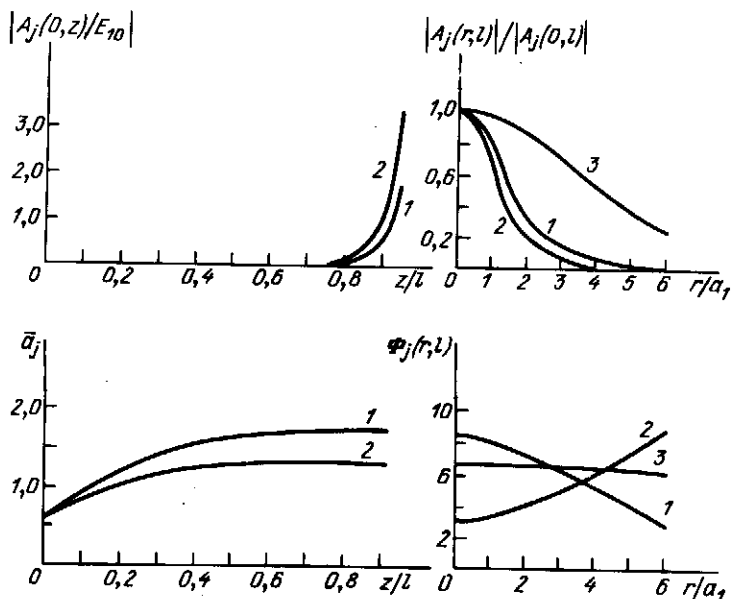 |A_j(0,z)/E_10|
3,0
2,0
1,0
2
1
0 0,2 0,4 0,6 0,8 z/l
|A_j(r,l)|/|A_j(0,l)|
1,0
0,6
0,2
3
1
2
0 1 2 3 4 5 6 r/a_1
ā_j
2,0
1,0
1
2
0 0,2 0,4 0,6 0,8 z/l
Φ_j(r,l)
10
6
2
2
3
1
0 2 4 6 r/a_1